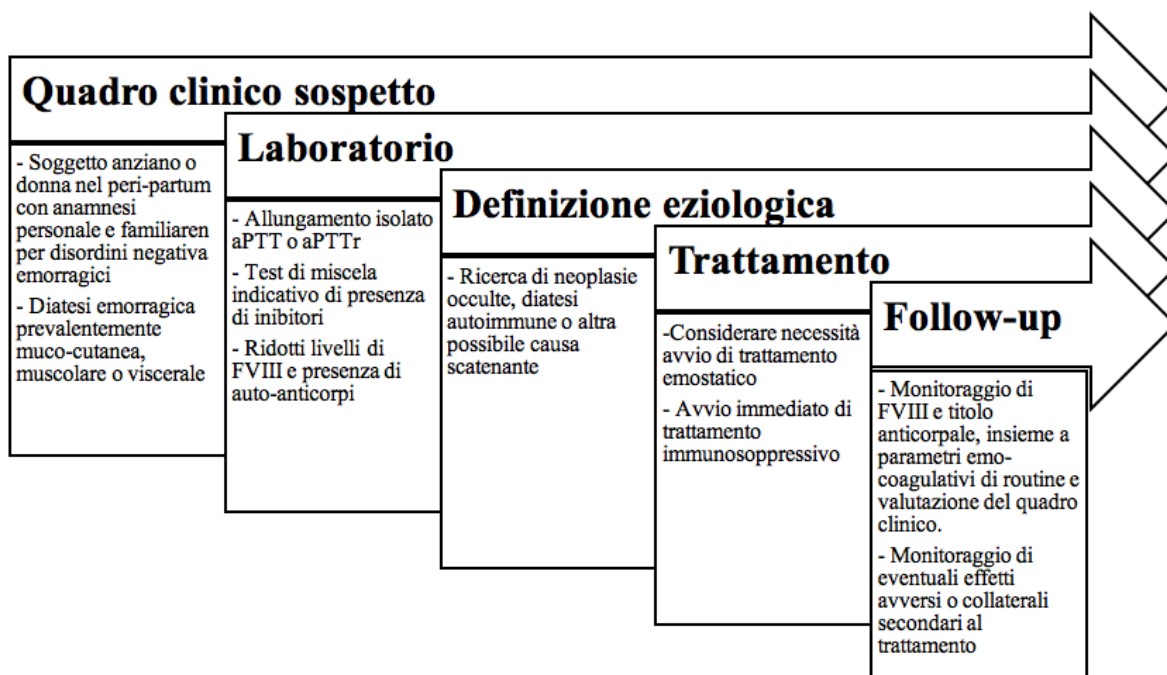 Quadro clinico sospetto
- Soggetto anziano o
donna nel peri-partum
con anamnesi
personale e familiaren
per disordini negativa
emorragici
- Diatesi emorragica
prevalentemente
muco-cutanea,
muscolare o viscerale
Laboratorio
- Allungamento isolato
aPTT o aPTTr
- Test di miscela
indicativo di presenza
di inibitori
- Ridotti livelli di
FVIII e presenza di
auto-anticorpi
Definizione eziologica
- Ricerca di neoplasie
occulte, diatesi
autoimmune o altra
possibile causa
scatenante
Trattamento
-Considerare necessità
avvio di trattamento
emostatico
- Avvio immediato di
trattamento
immunosoppressivo
Follow-up
- Monitoraggio di
FVIII e titolo
anticorpale, insieme a
parametri emo-
coagulativi di routine e
valutazione del quadro
clinico.
- Monitoraggio di
eventuali effetti
avversi o collaterali
secondari al
trattamento